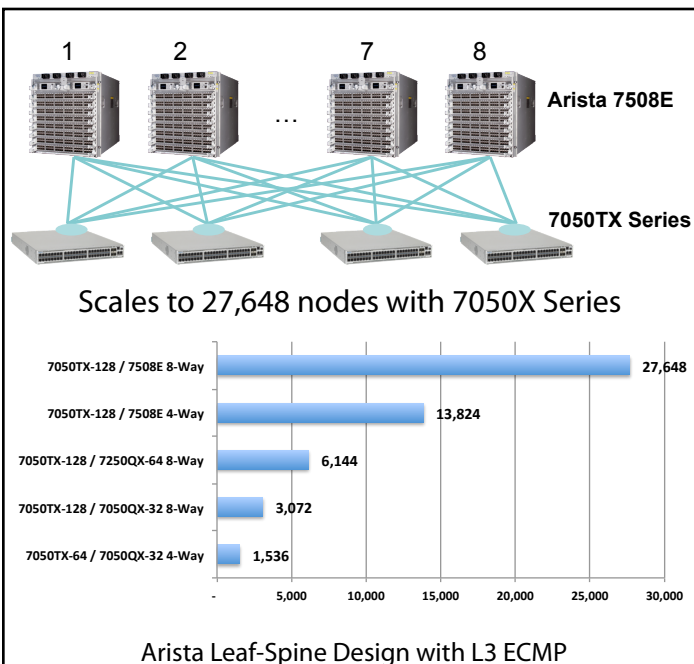 1 2 7 8
Arista 7508E
...
7050TX Series
Scales to 27,648 nodes with 7050X Series
7050TX-128 / 7508E 8-Way 27,648
7050TX-128 / 7508E 4-Way 13,824
7050TX-128 / 7250QX-64 8-Way 6,144
7050TX-128 / 7050QX-32 8-Way 3,072
7050TX-64 / 7050QX-32 4-Way 1,536
- 5,000 10,000 15,000 20,000 25,000 30,000
Arista Leaf-Spine Design with L3 ECMP